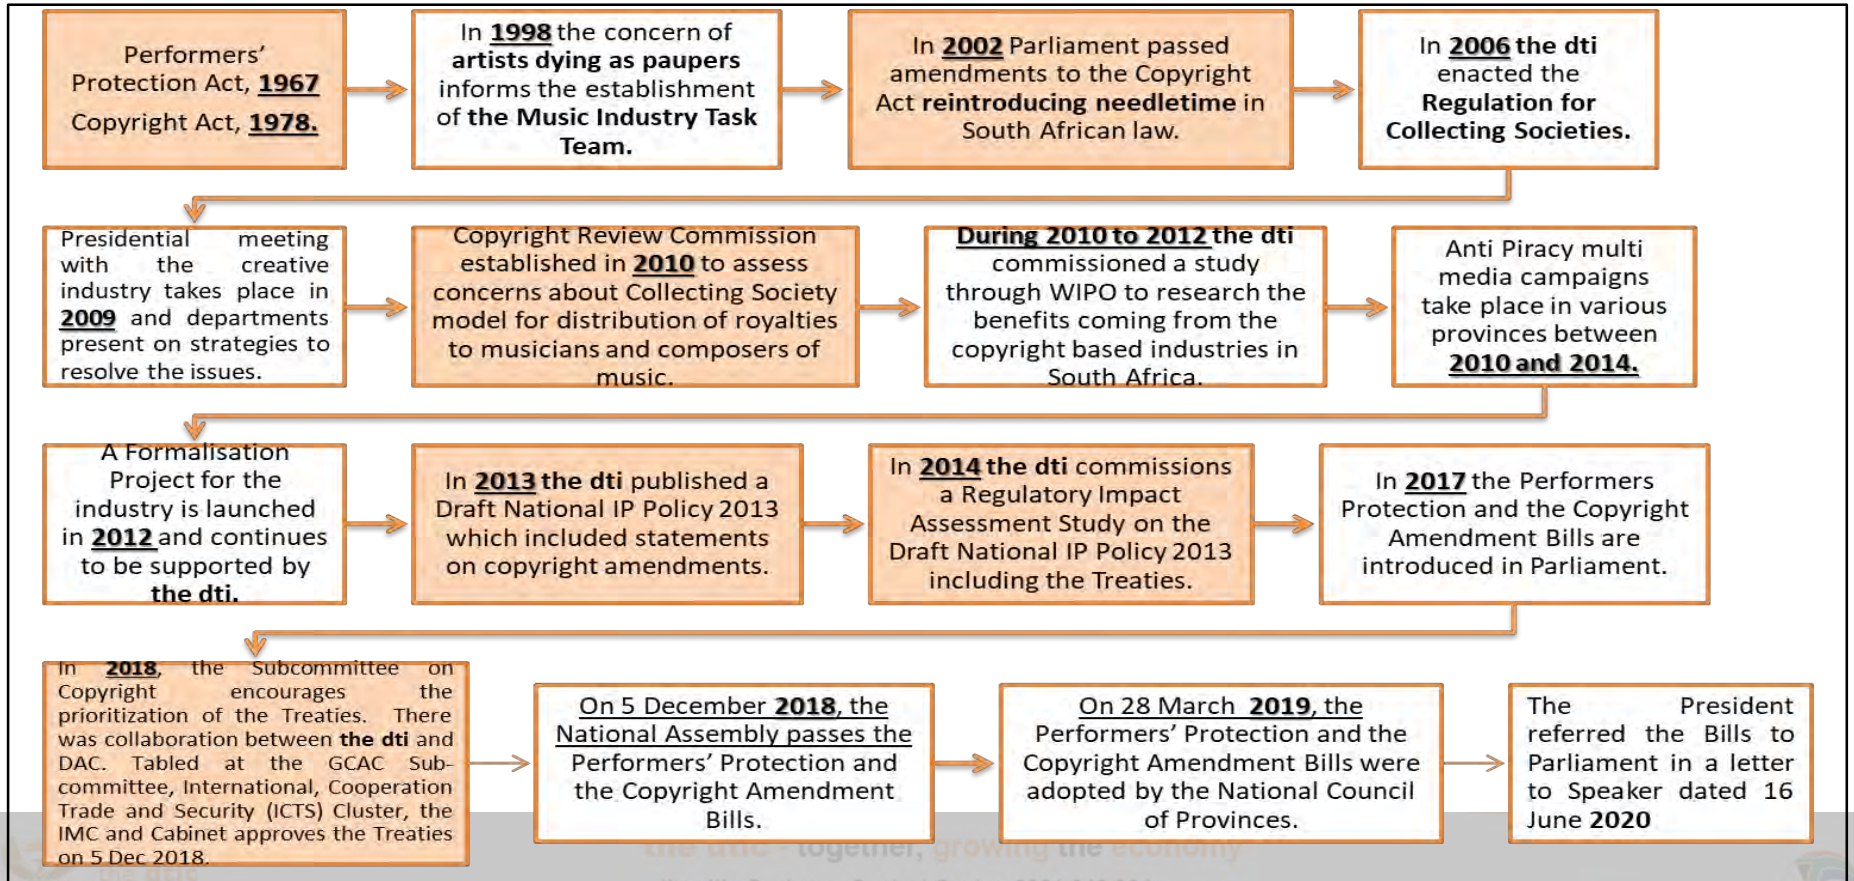 Performers'
Protection Act, 1967
Copyright Act, 1978.
In 1998 the concern of
artists dying as paupers
informs the establishment
of the Music Industry Task
Team.
In 2002 Parliament passed
amendments to the Copyright
Act reintroducing needletime in
South African law.
In 2006 the dti
enacted the
Regulation for
Collecting Societies.
Presidential meeting
with the creative
industry takes place in
2009 and departments
present on strategies to
resolve the issues.
Copyright Review Commission
established in 2010 to assess
concerns about Collecting Society
model for distribution of royalties
to musicians and composers of
music.
During 2010 to 2012 the dti
commissioned a study
through WIPO to research the
benefits coming from the
copyright based industries in
South Africa.
Anti Piracy multi
media campaigns
take place in various
provinces between
2010 and 2014.
A Formalisation
Project for the
industry is launched
in 2012 and continues
to be supported by
the dti.
In 2013 the dti published a
Draft National IP Policy 2013
which included statements
on copyright amendments.
In 2014 the dti commissions
a Regulatory Impact
Assessment Study on the
Draft National IP Policy 2013
including the Treaties.
In 2017 the Performers
Protection and the Copyright
Amendment Bills are
introduced in Parliament.
In 2018, the Subcommittee on
Copyright encourages the
prioritization of the Treaties. There
was collaboration between the dti and
DAC. Tabled at the GCAC Sub-
committee, International, Cooperation
Trade and Security (ICTS) Cluster, the
IMC and Cabinet approves the Treaties
on 5 Dec 2018.
On 5 December 2018, the
National Assembly passes the
Performers' Protection and
the Copyright Amendment
Bills.
On 28 March 2019, the
Performers' Protection and the
Copyright Amendment Bills were
adopted by the National Council
of Provinces.
The President
referred the Bills to
Parliament in a letter
to Speaker dated 16
June 2020
the dtic - together, growing the economy
the dtic